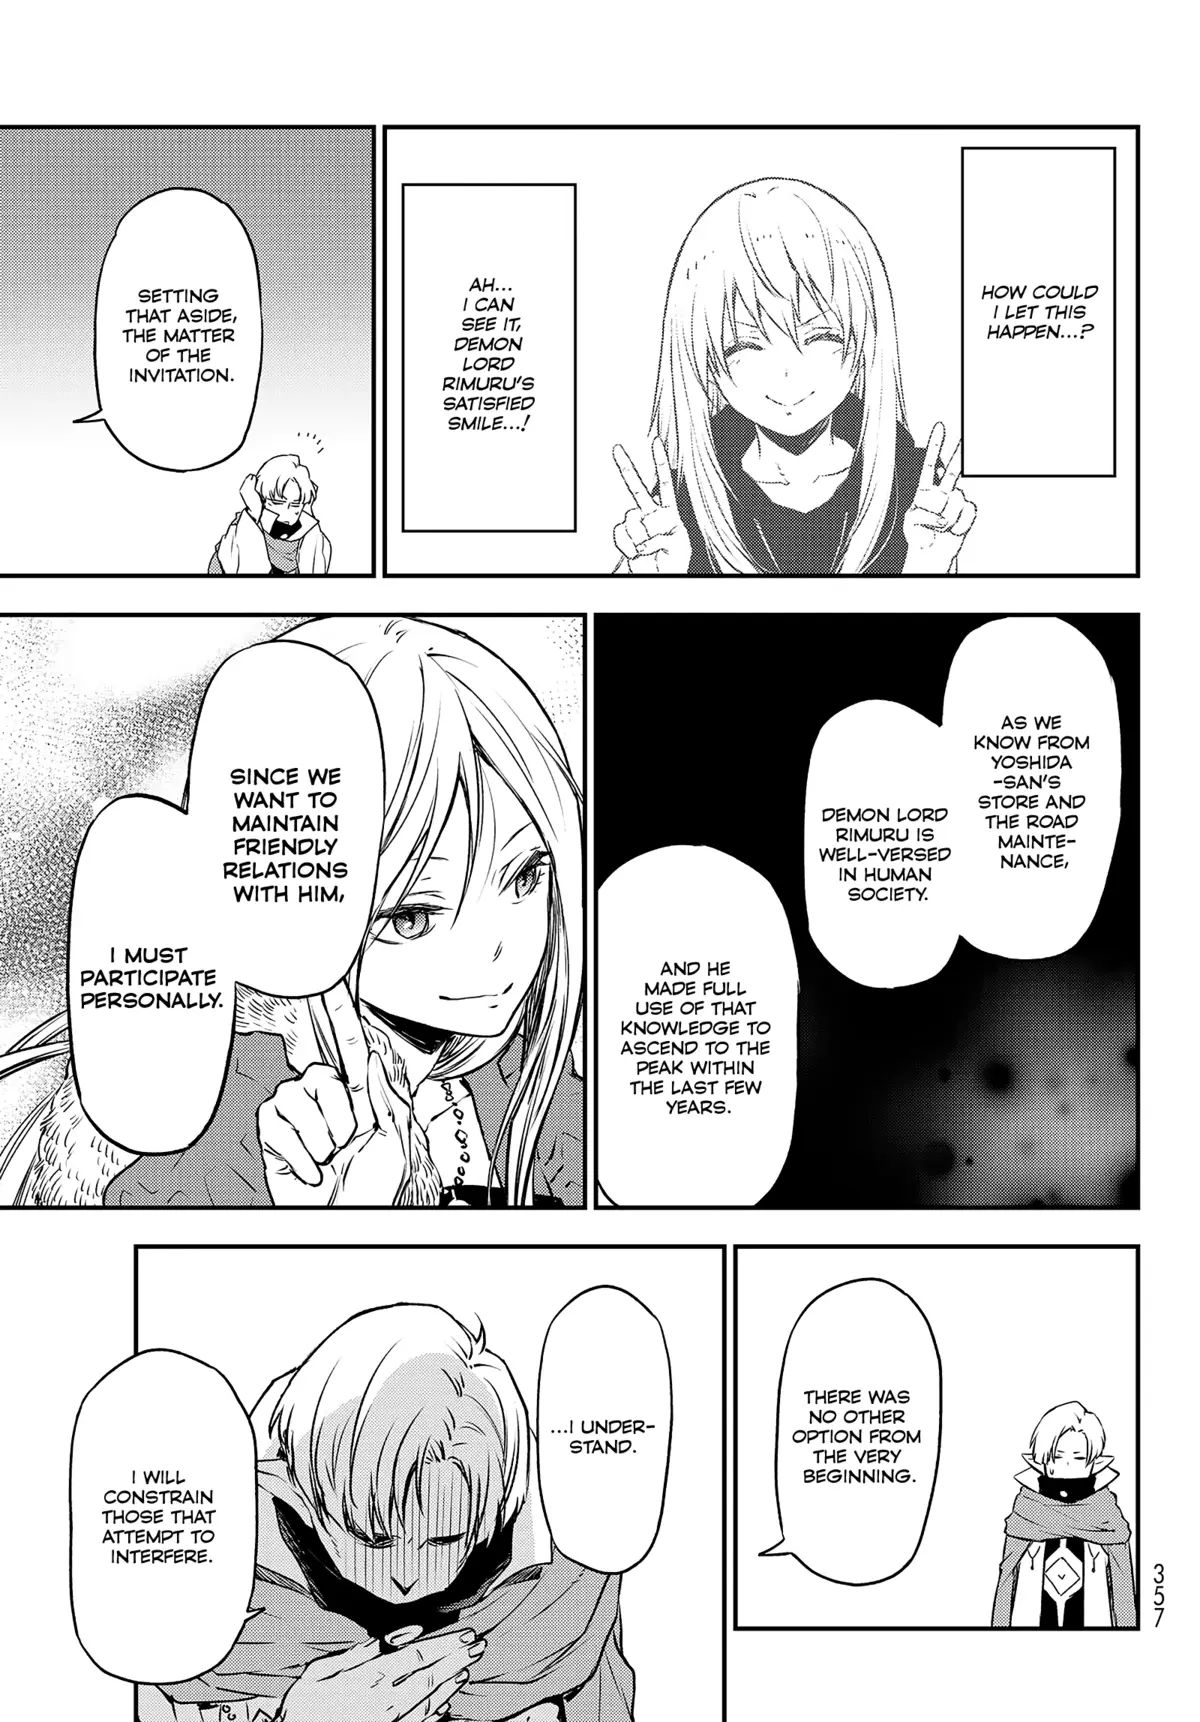 HOW COULD
I LET THIS
HAPPEN...?
AH...
I CAN
SEE IT,
DEMON
LORD
RIMURU'S
SATISFIED
SMILE...!
SETTING
THAT ASIDE,
THE MATTER
OF THE
INVITATION.
AS WE
KNOW FROM
YOSHIDA
-SAN'S
STORE AND
THE ROAD
MAINTE-
NANCE,
DEMON LORD
RIMURU IS
WELL-VERSED
IN HUMAN
SOCIETY.
AND HE
MADE FULL
USE OF THAT
KNOWLEDGE TO
ASCEND TO THE
PEAK WITHIN
THE LAST FEW
YEARS.
SINCE WE
WANT TO
MAINTAIN
FRIENDLY
RELATIONS
WITH HIM,
I MUST
PARTICIPATE
PERSONALLY.
THERE WAS
NO OTHER
OPTION FROM
THE VERY
BEGINNING.
...I UNDER-
STAND.
I WILL
CONSTRAIN
THOSE THAT
ATTEMPT TO
INTERFERE.
357